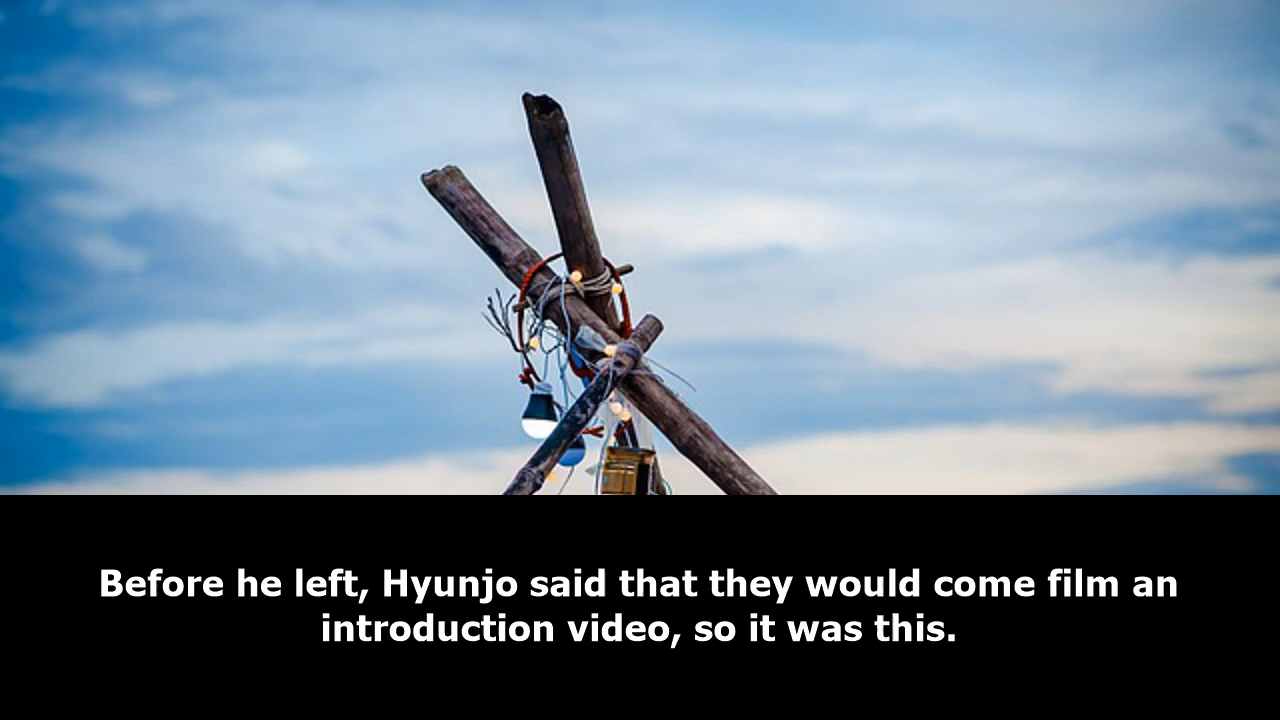 Before he left, Hyunjo said that they would come film an
introduction video, so it was this.